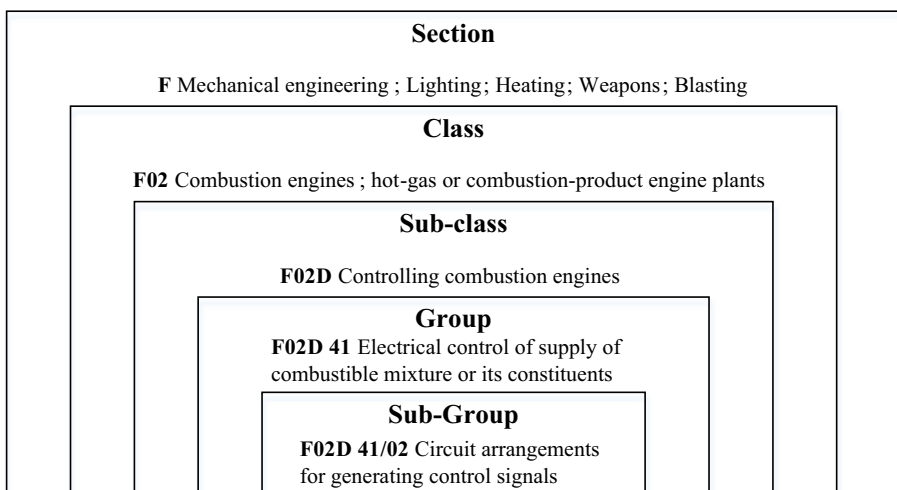 Section
F Mechanical engineering ; Lighting; Heating; Weapons; Blasting
Class
F02 Combustion engines ; hot-gas or combustion-product engine plants
Sub-class
F02D Controlling combustion engines
Group
F02D 41 Electrical control of supply of
combustible mixture or its constituents
Sub-Group
F02D 41/02 Circuit arrangements
for generating control signals